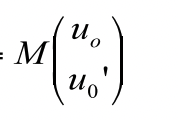 = M(u_o
u_0')